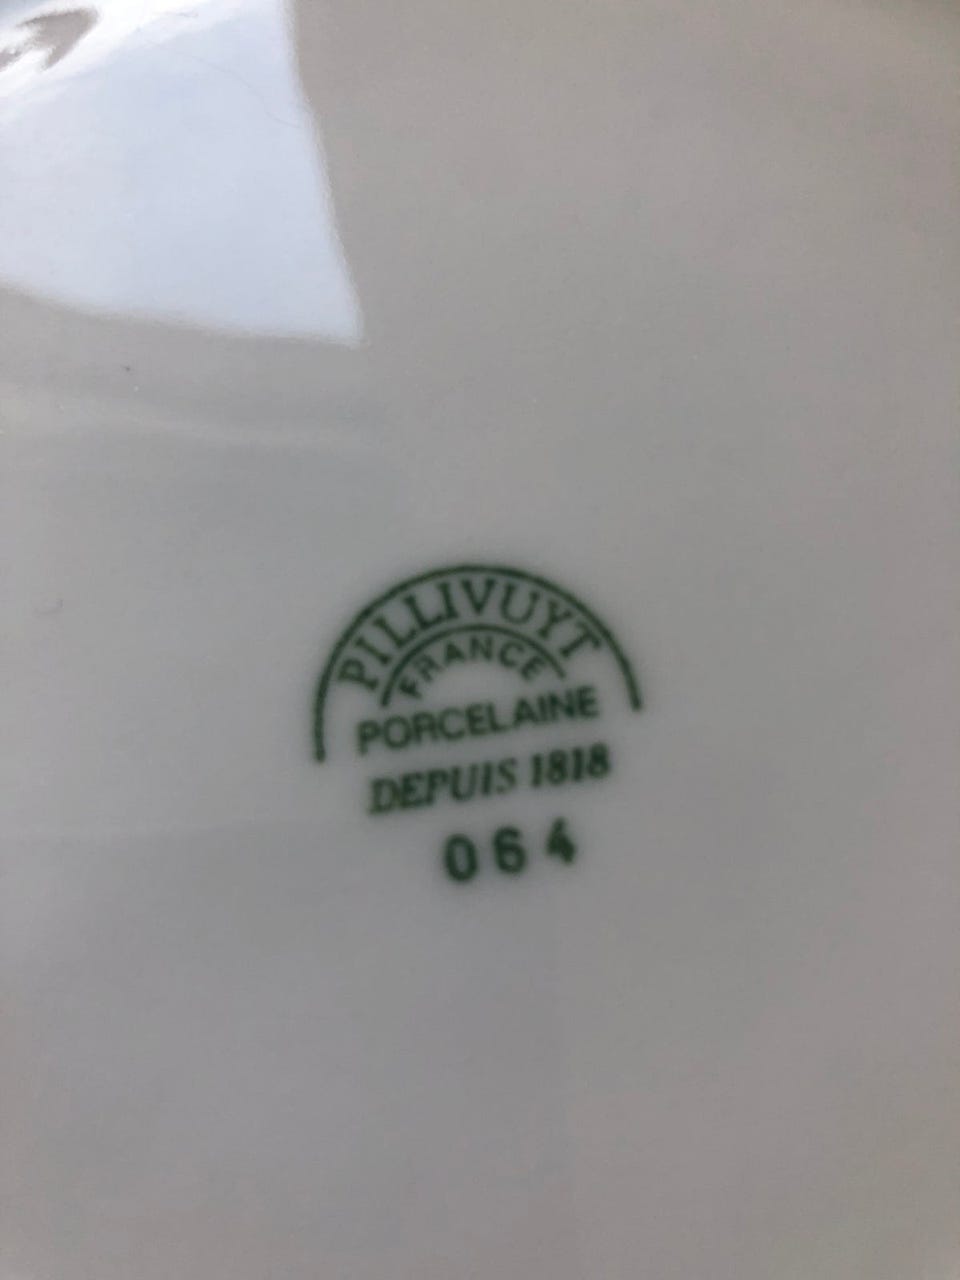 PILLIVUYT
FRANCE
PORCELAINE
DEPUIS 1818
064